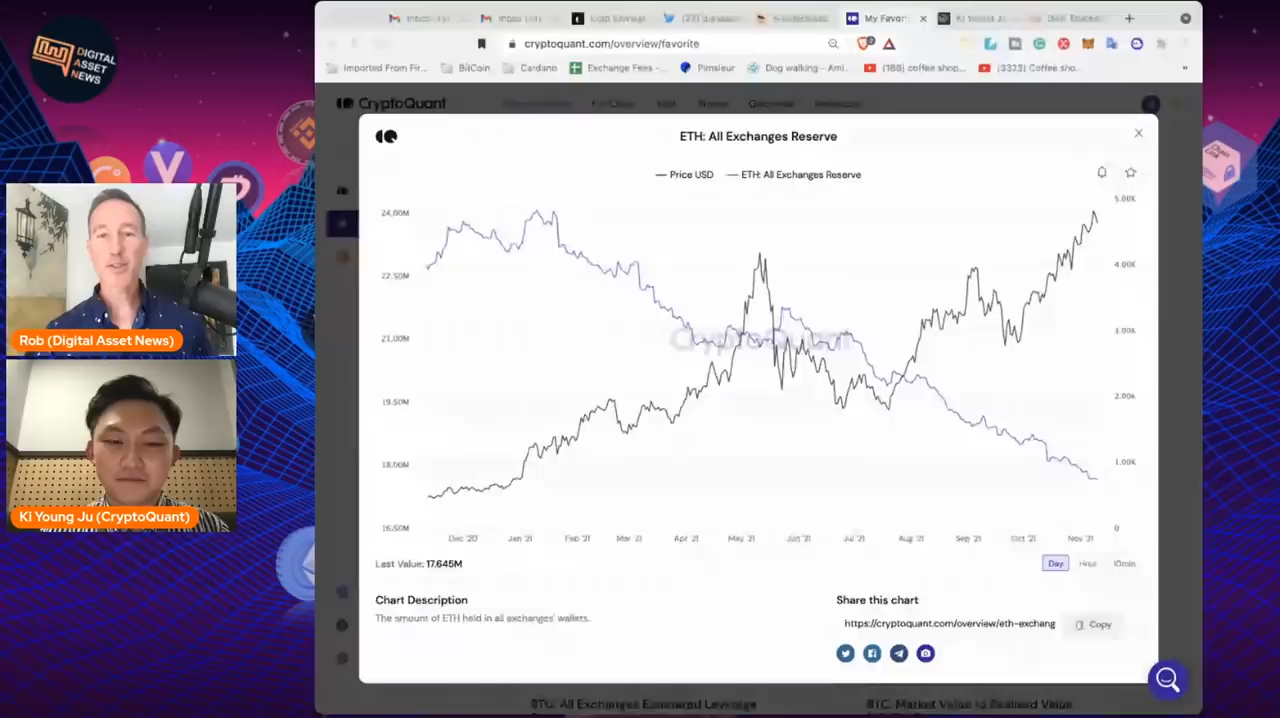 DIGITAL
ASSET
NEWS
My Favor
cryptoquant.com/overview/favorite
Imported From Fir...
BitCoin
Cardano
Exchange Fees -...
Pimsleur
Dog walking - Ami...
(186) coffee shop...
(3323) Coffee sho...
CryptoQuant
ETH: All Exchanges Reserve
Price USD
ETH: All Exchanges Reserve
24.00M
22.50M
21.00M
19.50M
18.00M
16.50M
5.00K
4.00K
3.00K
2.00K
1.00K
0
CryptoQuant
Dec '20
Jan '21
Feb '21
Mar '21
Apr '21
May '21
Jun '21
Jul '21
Aug '21
Sep '21
Oct '21
Nov '21
Last Value: 17.645M
Day
Hour
10min
Chart Description
The amount of ETH held in all exchanges' wallets.
Share this chart
https://cryptoquant.com/overview/eth-exchang
Copy
BTC: All Exchanges Estimated Leverage
BTC: Market Value to Realized Value
Rob (Digital Asset News)
Ki Young Ju (CryptoQuant)